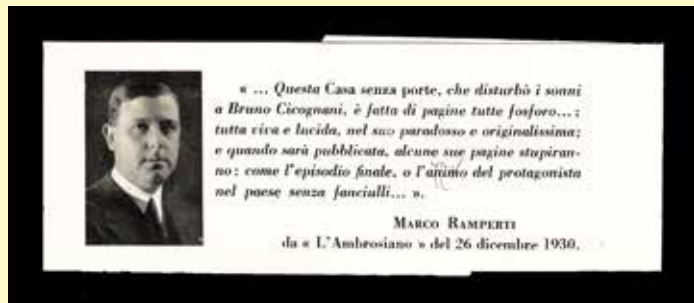 « ... Questa Casa senza porte, che disturbò i sonni
a Bruno Cicognani, è fatta di pagine tutte fosforo...;
tutta viva e lucida, nel suo paradosso e originalissima;
e quando sarà pubblicata, alcune sue pagine stupiran-
no: come l'episodio finale, o l'animo del protagonista
nel paese senza fanciulli... ».
MARCO RAMPERTI
da « L'Ambrosiano » del 26 dicembre 1930.